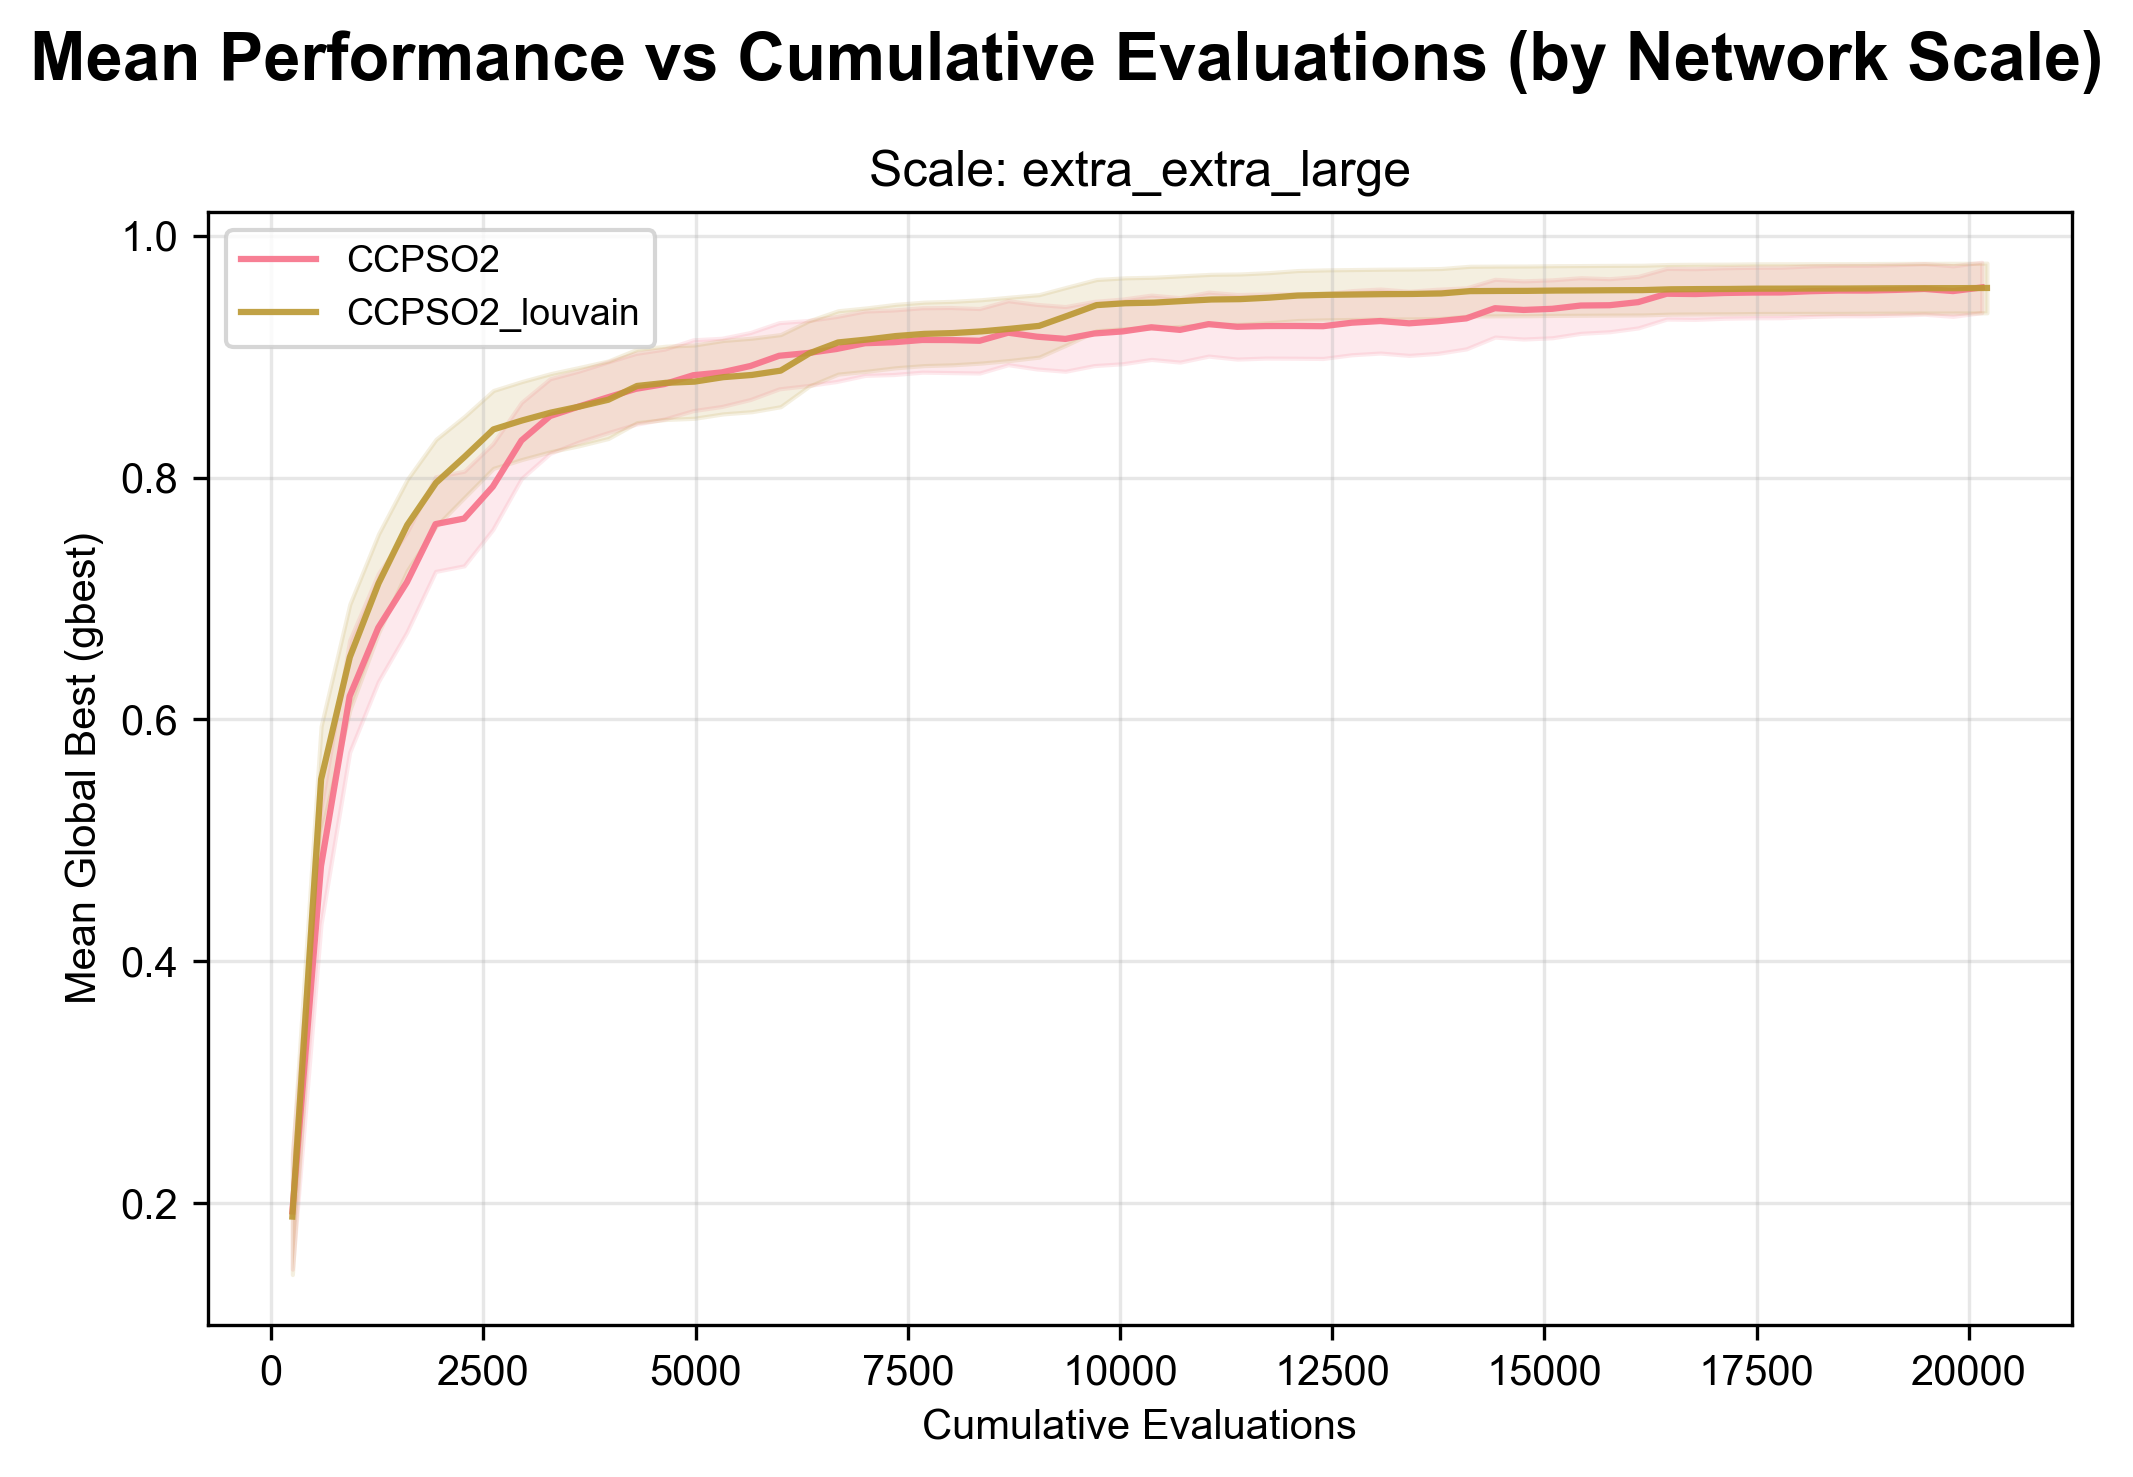 Mean Performance vs Cumulative Evaluations (by Network Scale)
Scale: extra_extra_large
CCPSO2
CCPSO2_louvain
Mean Global Best (gbest)
1.0
0.8
0.6
0.4
0.2
0
2500
5000
7500
10000
12500
15000
17500
20000
Cumulative Evaluations